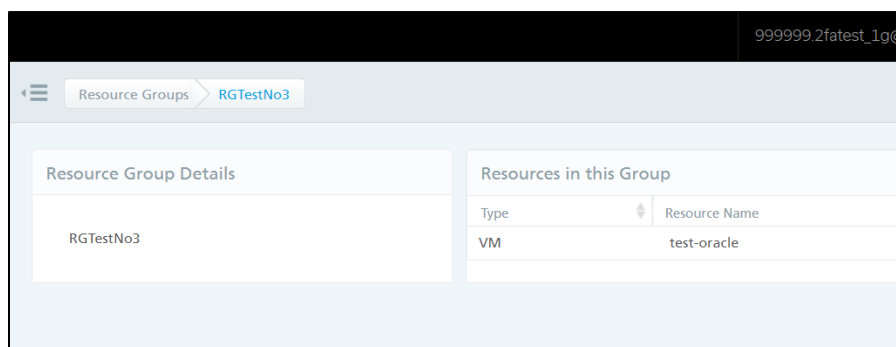 999999.2fatest_1g@
Resource Groups RGTestNo3
Resource Group Details
RGTestNo3
Resources in this Group
Type Resource Name
VM test-oracle